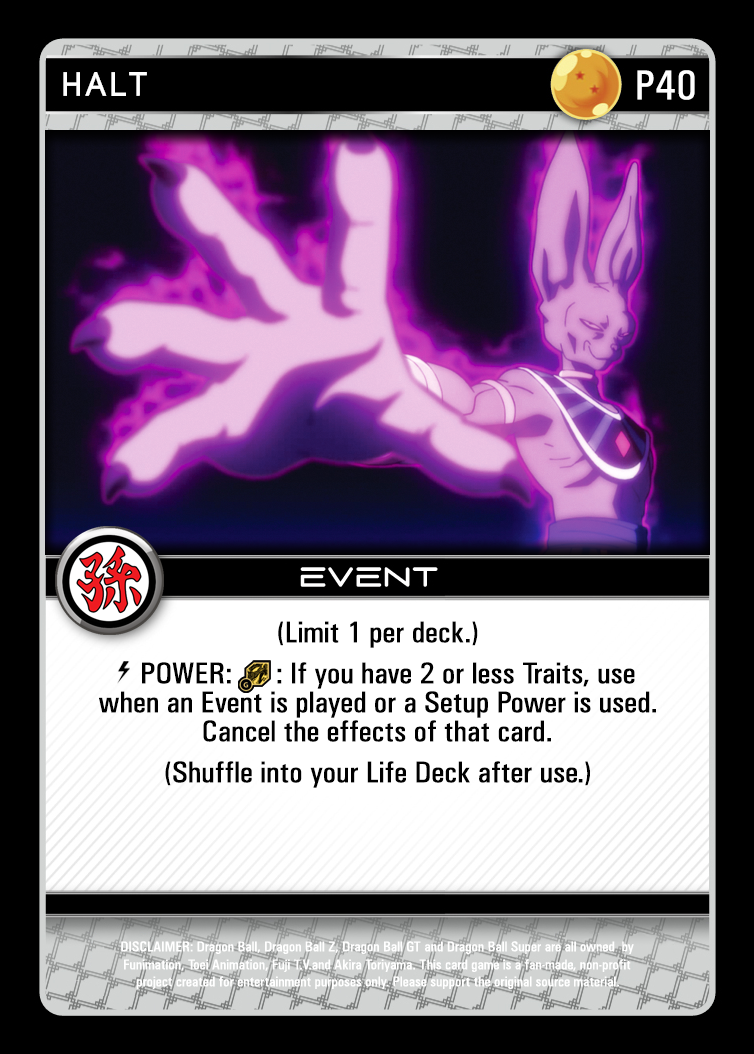 HALT
P40
孫
EVENT
(Limit 1 per deck.)
POWER: G : If you have 2 or less Traits, use
when an Event is played or a Setup Power is used.
Cancel the effects of that card.
(Shuffle into your Life Deck after use.)
DISCLAIMER: Dragon Ball, Dragon Ball Z, Dragon Ball GT and Dragon Ball Super are all owned by
Funimation, Toei Animation, Fuji T.V.and Akira Toriyama. This card game is a fan-made, non-profit
project created for entertainment purposes only. Please support the original source material.